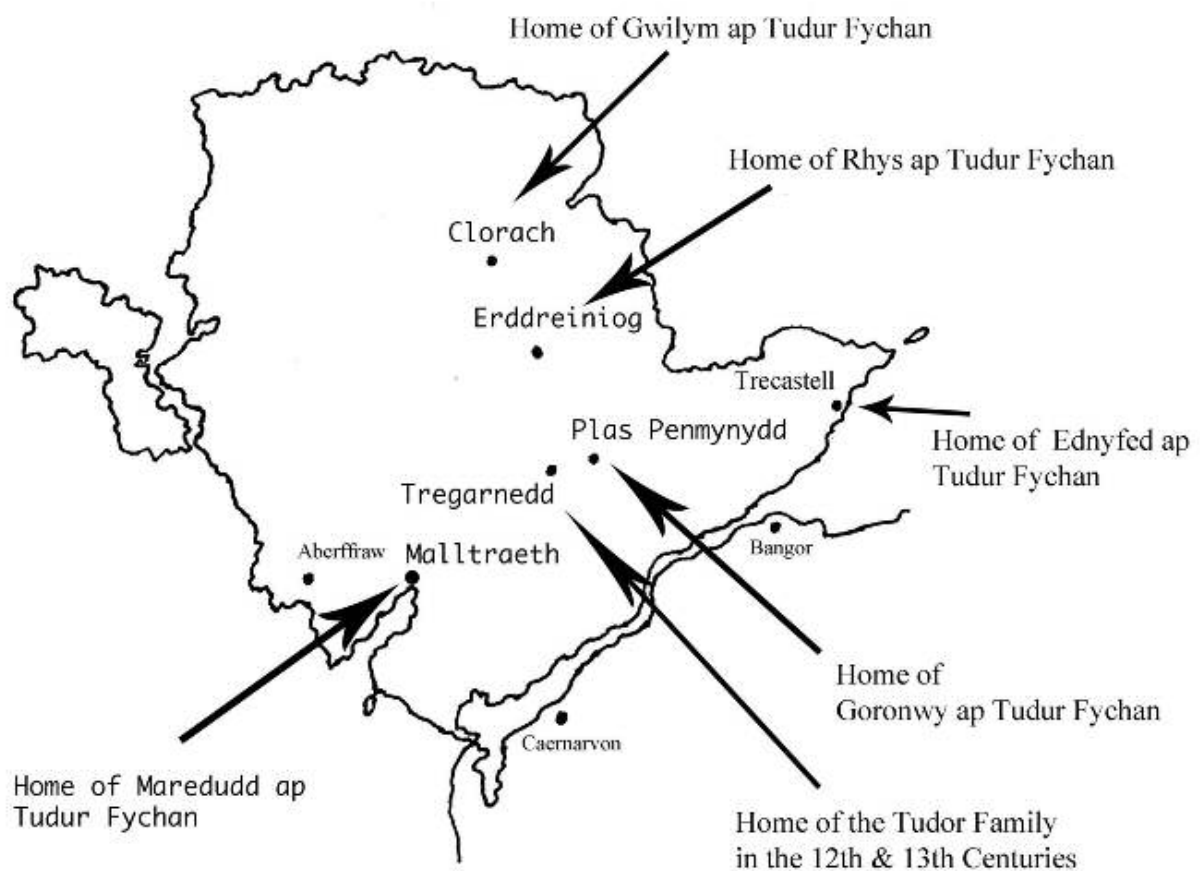 Home of Gwilym ap Tudur Fychan
Home of Rhys ap Tudur Fychan
Clorach
Erddreiniog
Trecastell
Plas Penmynydd
Home of Ednyfed ap
Tudur Fychan
Tregarnedd
Aberffraw
Malltraeth
Bangor
Home of
Goronwy ap Tudur Fychan
Caernarvon
Home of Maredudd ap
Tudur Fychan
Home of the Tudor Family
in the 12th & 13th Centuries